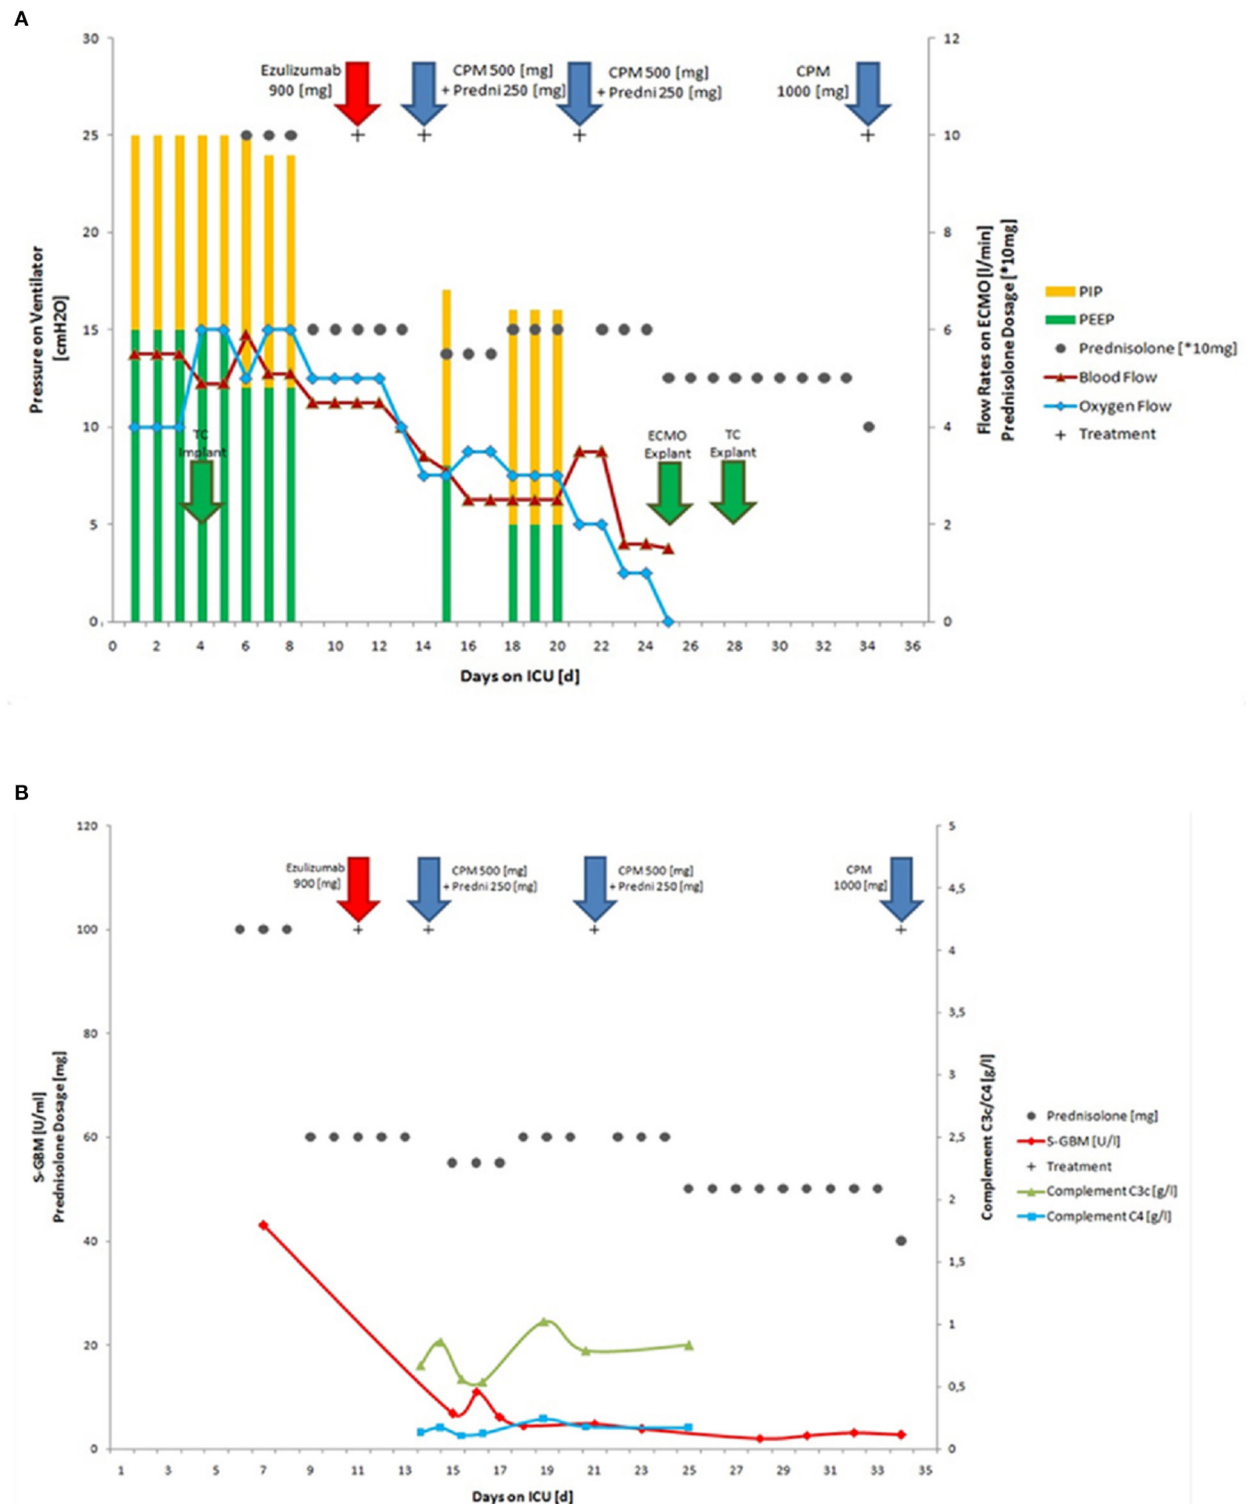 A
30
25
20
15
10
5
0
Pressure on Ventilator
[cmH2O]
Ezulizumab
900 [mg]
CPM 500 [mg]
+ Predni 250 [mg]
CPM 500 [mg]
+ Predni 250 [mg]
CPM
1000 [mg]
TC
Implant
ECMO
Explant
TC
Explant
12
10
8
6
4
2
0
Flow Rates on ECMO [l/min]
Prednisolone Dosage [*10mg]
PIP
PEEP
Prednisolone [*10mg]
Blood Flow
Oxygen Flow
Treatment
0 2 4 6 8 10 12 14 16 18 20 22 24 26 28 30 32 34 36
Days on ICU [d]
B
120
100
80
60
40
20
0
S-GBM [U/ml]
Prednisolone Dosage [mg]
Ezulizumab
900 [mg]
CPM 500 [mg]
+ Predni 250 [mg]
CPM 500 [mg]
+ Predni 250 [mg]
CPM
1000 [mg]
5
4,5
4
3,5
3
2,5
2
1,5
1
0,5
0
Complement C3c/C4 [g/l]
Prednisolone [mg]
S-GBM [U/l]
Treatment
Complement C3c [g/l]
Complement C4 [g/l]
1 3 5 7 9 11 13 15 17 19 21 23 25 27 29 31 33 35
Days on ICU [d]